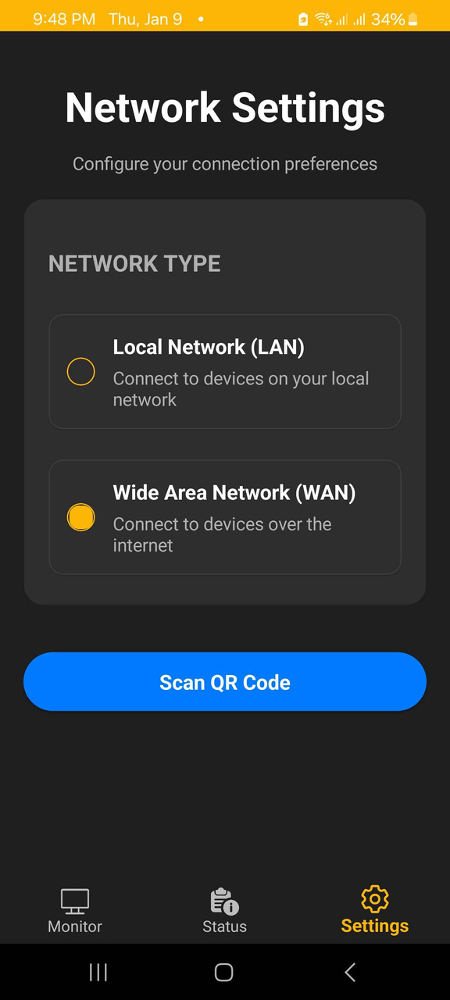 9:48 PM Thu, Jan 9 • 34%
Network Settings
Configure your connection preferences
NETWORK TYPE
Local Network (LAN)
Connect to devices on your local
network
Wide Area Network (WAN)
Connect to devices over the
internet
Scan QR Code
Monitor Status Settings